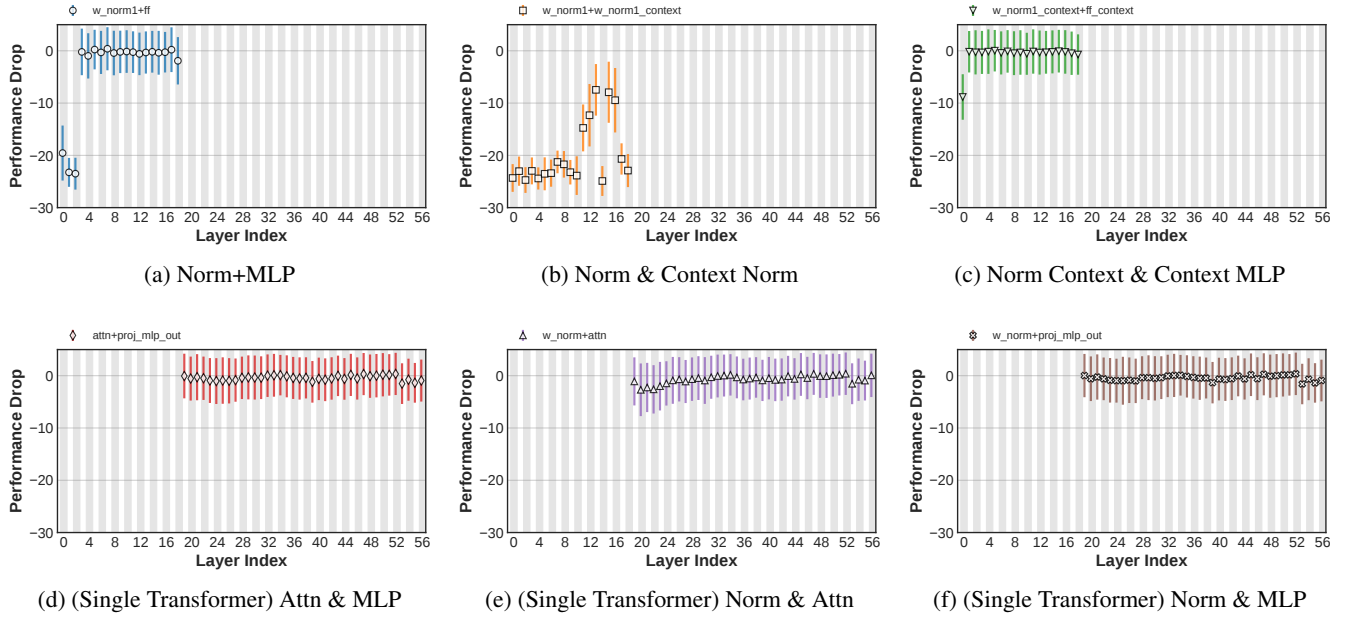 w_norm1+ff
Performance Drop
0
−10
−20
−30
0 4 8 12 16 20 24 28 32 36 40 44 48 52 56
Layer Index
(a) Norm+MLP
w_norm1+w_norm1_context
Performance Drop
0
−10
−20
−30
0 4 8 12 16 20 24 28 32 36 40 44 48 52 56
Layer Index
(b) Norm & Context Norm
w_norm1_context+ff_context
Performance Drop
0
−10
−20
−30
0 4 8 12 16 20 24 28 32 36 40 44 48 52 56
Layer Index
(c) Norm Context & Context MLP
attn+proj_mlp_out
Performance Drop
0
−10
−20
−30
0 4 8 12 16 20 24 28 32 36 40 44 48 52 56
Layer Index
(d) (Single Transformer) Attn & MLP
w_norm+attn
Performance Drop
0
−10
−20
−30
0 4 8 12 16 20 24 28 32 36 40 44 48 52 56
Layer Index
(e) (Single Transformer) Norm & Attn
w_norm+proj_mlp_out
Performance Drop
0
−10
−20
−30
0 4 8 12 16 20 24 28 32 36 40 44 48 52 56
Layer Index
(f) (Single Transformer) Norm & MLP